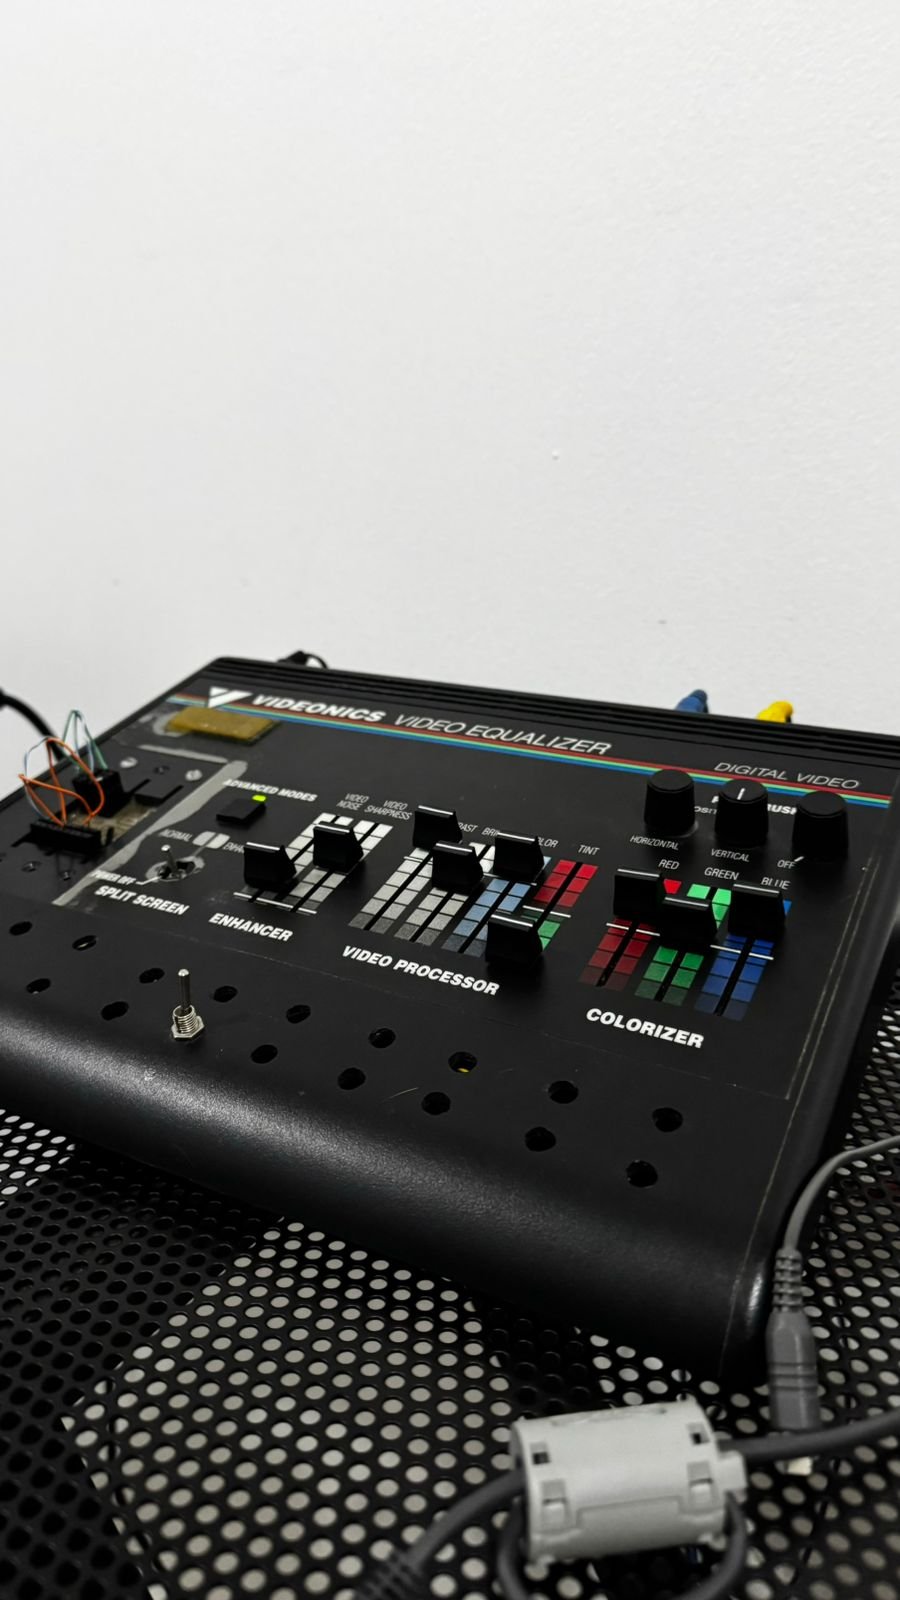 VIDEONICS VIDEO EQUALIZER
DIGITAL VIDEO
ADVANCED MODES
VIDEO NOISE
VIDEO SHARPNESS
TINT
HORIZONTAL
VERTICAL
OFF
RED
GREEN
BLUE
NORMAL
SPLIT SCREEN
ENHANCER
VIDEO PROCESSOR
COLORIZER